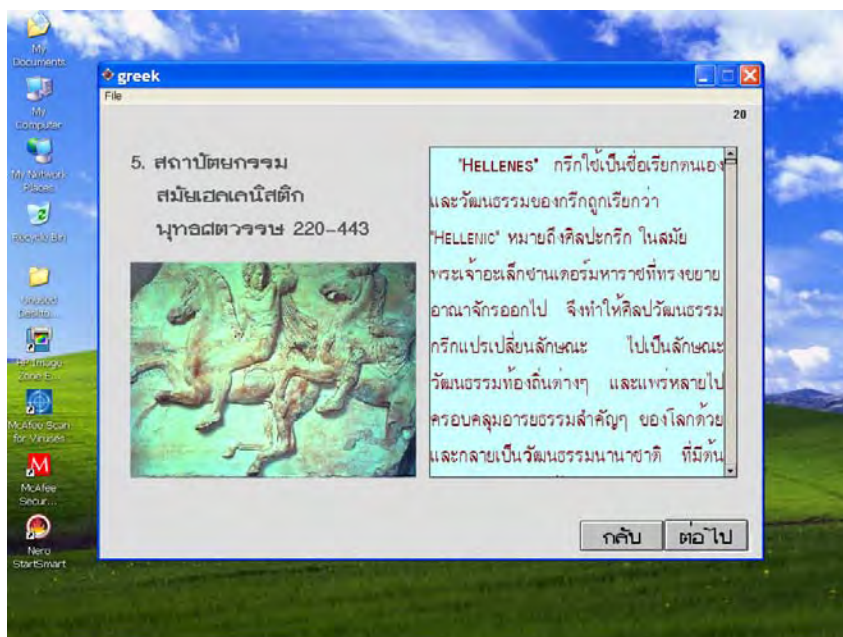 My
Documents
My
Computer
My Network
Places
Recycle Bin
Unused
Deskto...
HP Image
Zone E...
McAfee Scan
for Viruses
McAfee
Secur...
Nero
StartSmart
greek
File
20
5. สถาปัตยกรรม
สมัยเฮลเลนิสติก
พุทธศตวรรษ 220-443
"HELLENES" กรีกใช้เป็นชื่อเรียกตนเอง
และวัฒนธรรมของกรีกถูกเรียกว่า
"HELLENIC" หมายถึงศิลปะกรีก ในสมัย
พระเจ้าอะเล็กซานเดอร์มหาราชที่ทรงขยาย
อาณาจักรออกไป จึงทำให้ศิลปวัฒนธรรม
กรีกแปรเปลี่ยนลักษณะ ไปเป็นลักษณะ
วัฒนธรรมท้องถิ่นต่างๆ และแพร่หลายไป
ครอบคลุมอารยธรรมสำคัญๆ ของโลกด้วย
และกลายเป็นวัฒนธรรมนานาชาติ ที่มีต้น
กลับ
ต่อไป